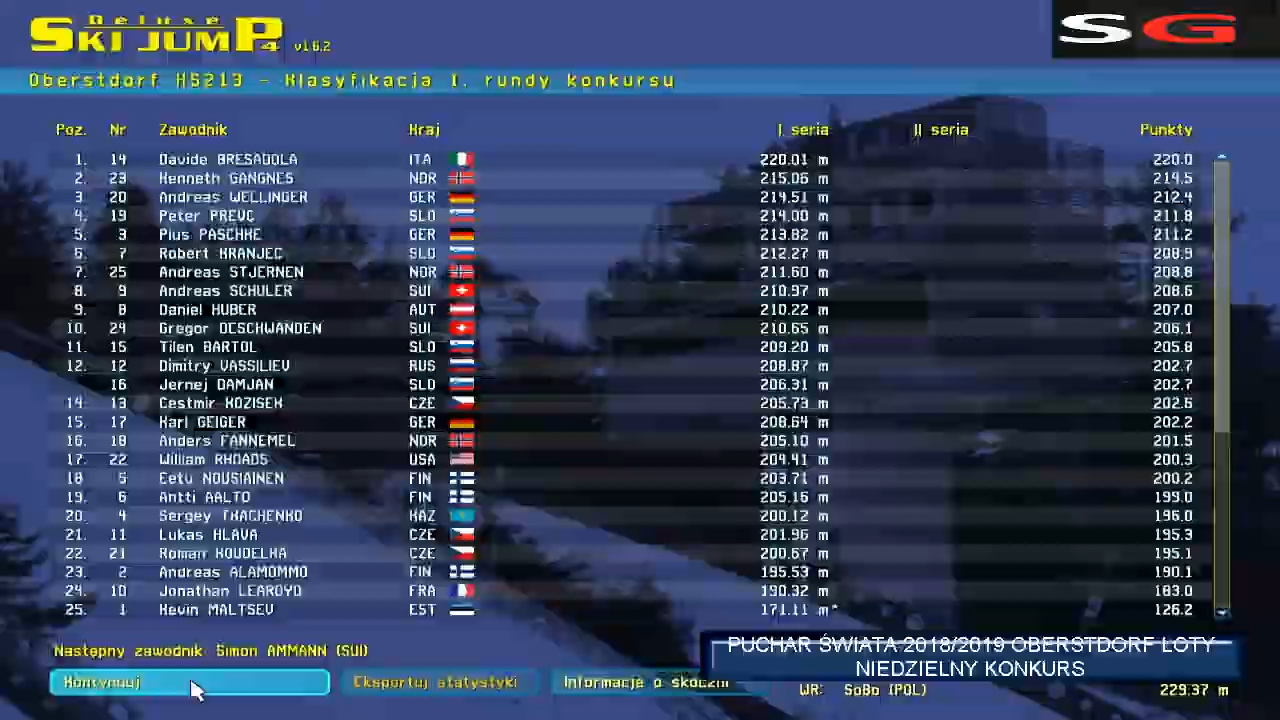 Deluxe
SKI JUMP 4 v1.6.2
SG
Oberstdorf HS213 - Klasyfikacja I. rundy konkursu
Poz. Nr Zawodnik Kraj I seria II seria Punkty
1. 14 Davide BRESADOLA ITA 220.01 m 220.0
2. 23 Kenneth GANGNES NOR 215.06 m 214.5
3. 20 Andreas WELLINGER GER 214.51 m 212.4
4. 19 Peter PREVC SLO 214.00 m 211.8
5. 3 Pius PASCHKE GER 213.82 m 211.2
6. 7 Robert KRANJEC SLO 212.27 m 208.9
7. 25 Andreas STJERNEN NOR 211.60 m 208.8
8. 9 Andreas SCHULER SUI 210.97 m 208.6
9. 8 Daniel HUBER AUT 210.22 m 207.0
10. 24 Gregor DESCHWANDEN SUI 210.65 m 206.1
11. 15 Tilen BARTOL SLO 209.20 m 205.8
12. 12 Dimitry VASSILIEV RUS 208.87 m 202.7
16 Jernej DAMJAN SLO 206.31 m 202.7
14. 13 Cestmir KOZISEK CZE 205.73 m 202.6
15. 17 Karl GEIGER GER 208.64 m 202.2
16. 18 Anders FANNEMEL NOR 205.10 m 201.5
17. 22 William RHOADS USA 204.41 m 200.3
18. 5 Eetu NOUSIAINEN FIN 203.71 m 200.2
19. 6 Antti AALTO FIN 205.16 m 199.0
20. 4 Sergey TKACHENKO KAZ 200.12 m 196.0
21. 11 Lukas HLAVA CZE 201.96 m 195.3
22. 21 Roman KOUDELKA CZE 200.67 m 195.1
23. 2 Andreas ALAMOMMO FIN 195.53 m 190.1
24. 10 Jonathan LEAROYD FRA 190.32 m 183.0
25. 1 Kevin MALTSEV EST 171.11 m* 126.2
Następny zawodnik: Simon AMMANN (SUI)
PUCHAR ŚWIATA 2018/2019 OBERSTDORF LOTY
NIEDZIELNY KONKURS
Kontynuuj Eksportuj statystyki Informacje o skoczni WR: SoBo (POL) 229.37 m